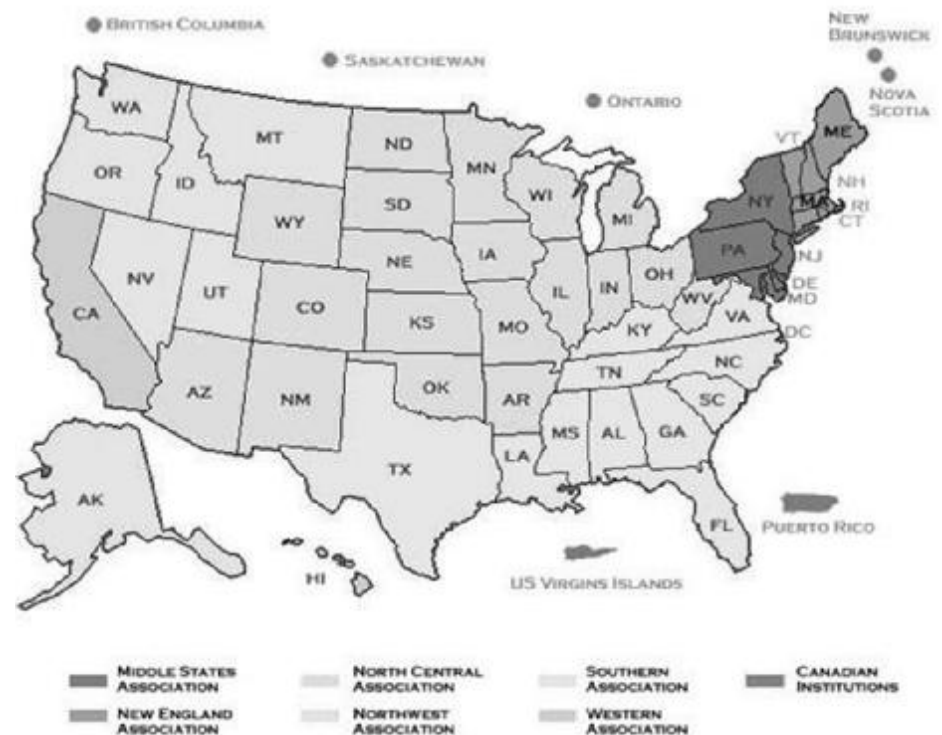 BRITISH COLUMBIA
SASKATCHEWAN
ONTARIO
NEW
BRUNSWICK
NOVA
SCOTIA
WA
MT
ND
MN
VT
ME
OR
ID
SD
WI
MI
NY
NH
MA
RI
CT
WY
IA
PA
NJ
NV
NE
OH
DE
MD
CA
UT
CO
KS
MO
IL
IN
WV
VA
DC
KY
AZ
NM
OK
AR
TN
NC
SC
TX
LA
MS
AL
GA
AK
FL
PUERTO RICO
HI
US VIRGINS ISLANDS
MIDDLE STATES
ASSOCIATION
NORTH CENTRAL
ASSOCIATION
SOUTHERN
ASSOCIATION
CANADIAN
INSTITUTIONS
NEW ENGLAND
ASSOCIATION
NORTHWEST
ASSOCIATION
WESTERN
ASSOCIATION